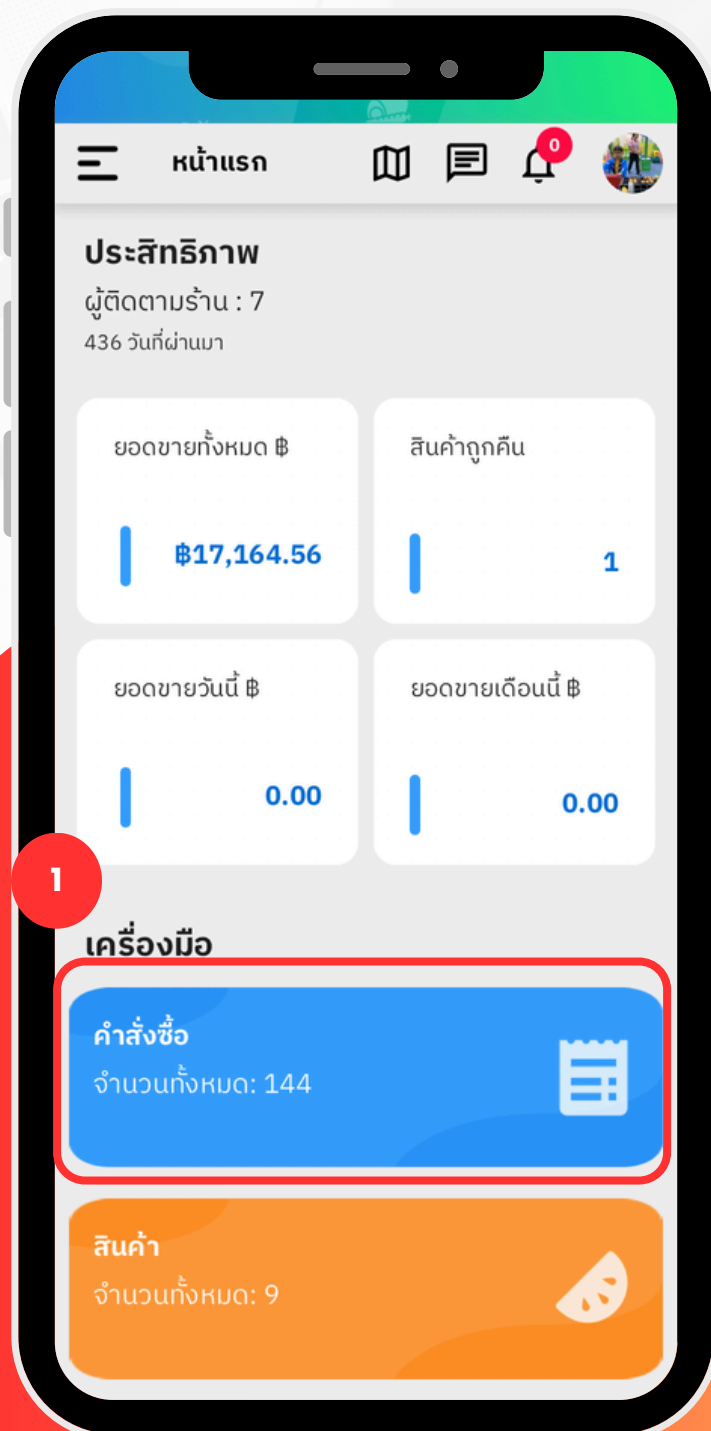 หน้าแรก
0
ประสิทธิภาพ
ผู้ติดตามร้าน : 7
436 วันที่ผ่านมา
ยอดขายทั้งหมด ฿
฿17,164.56
สินค้าถูกคืน
1
ยอดขายวันนี้ ฿
0.00
ยอดขายเดือนนี้ ฿
0.00
1
เครื่องมือ
คำสั่งซื้อ
จำนวนทั้งหมด: 144
สินค้า
จำนวนทั้งหมด: 9